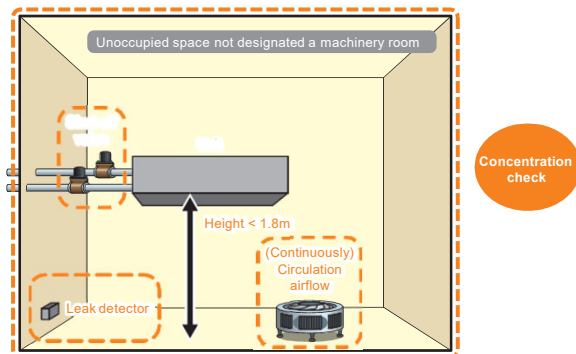 Unoccupied space not designated a machinery room
Concentration
check
Height < 1.8m
(Continuously)
Circulation
airflow
Leak detector